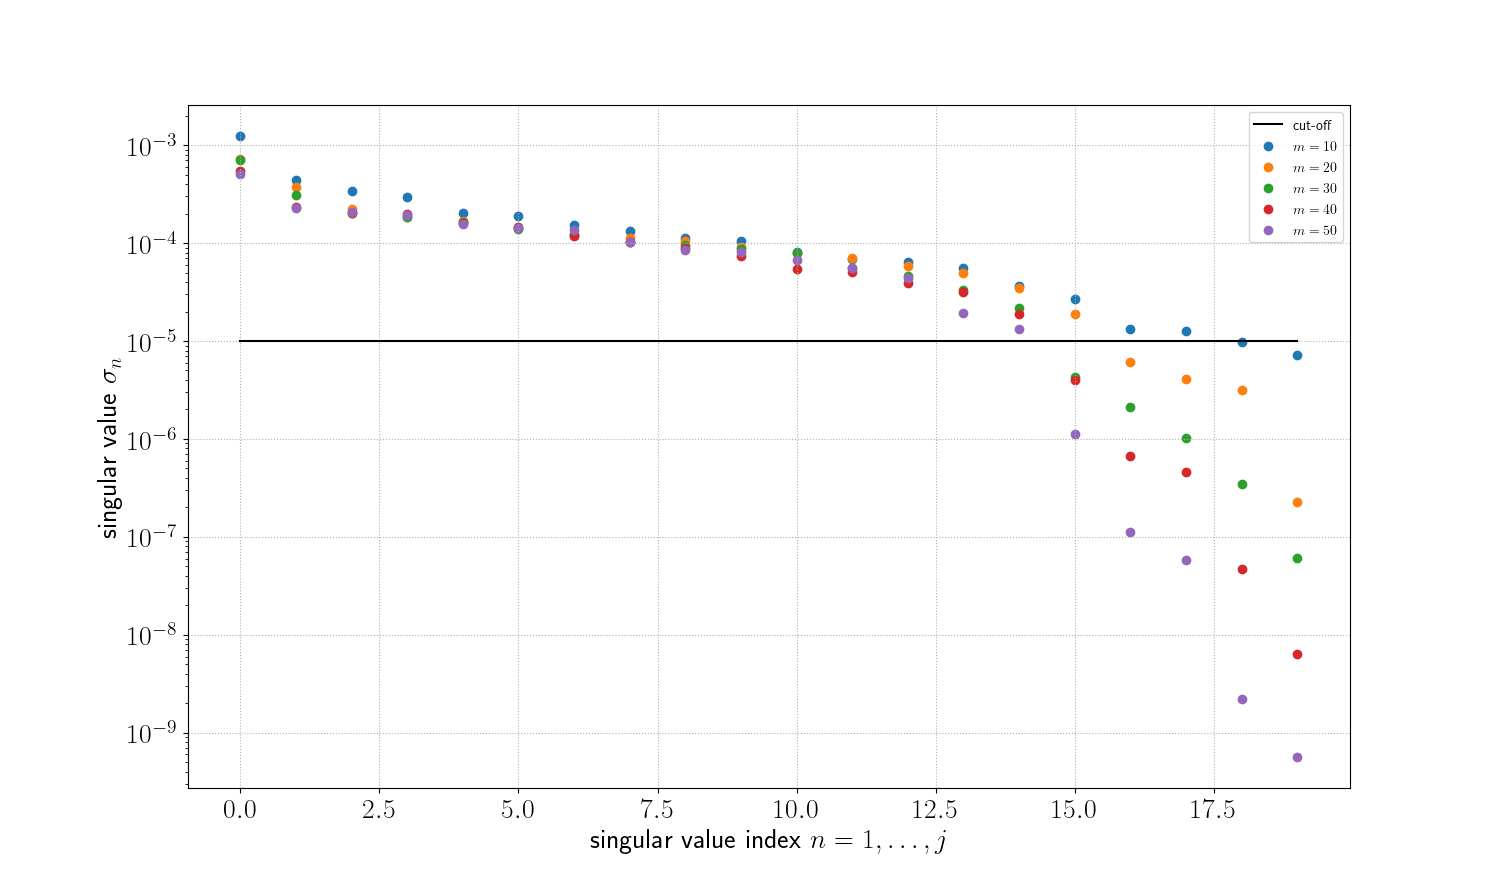 singular value $\sigma_n$
$10^{-3}$
$10^{-4}$
$10^{-5}$
$10^{-6}$
$10^{-7}$
$10^{-8}$
$10^{-9}$
cut-off
$m = 10$
$m = 20$
$m = 30$
$m = 40$
$m = 50$
0.0 2.5 5.0 7.5 10.0 12.5 15.0 17.5
singular value index $n = 1, \ldots, j$